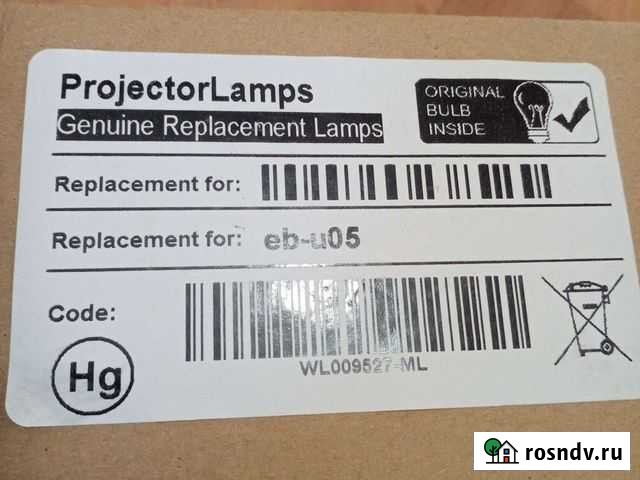 ProjectorLamps
Genuine Replacement Lamps
ORIGINAL
BULB
INSIDE
Replacement for:
Replacement for: eb-u05
Code:
WL009527-ML
Hg
rosndv.ru